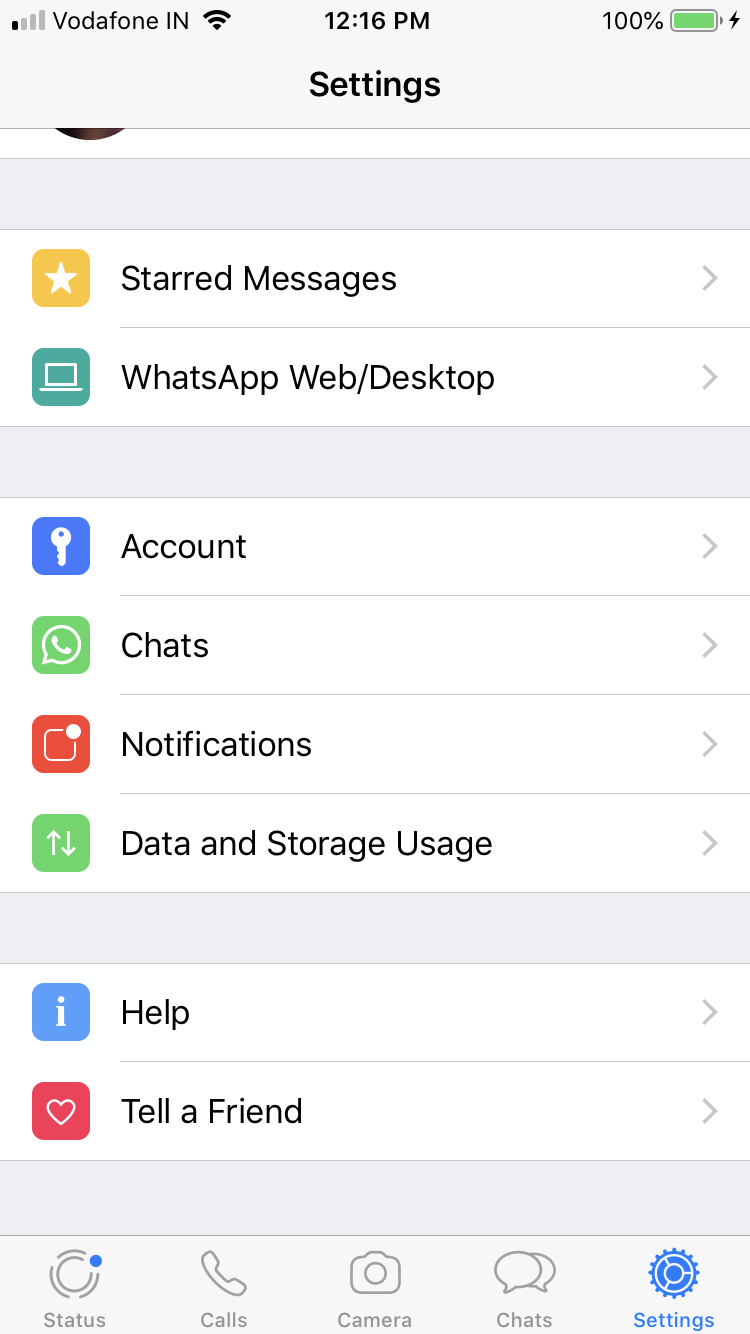 Vodafone IN 12:16 PM 100%
Settings
Starred Messages
WhatsApp Web/Desktop
Account
Chats
Notifications
Data and Storage Usage
Help
Tell a Friend
Status Calls Camera Chats Settings